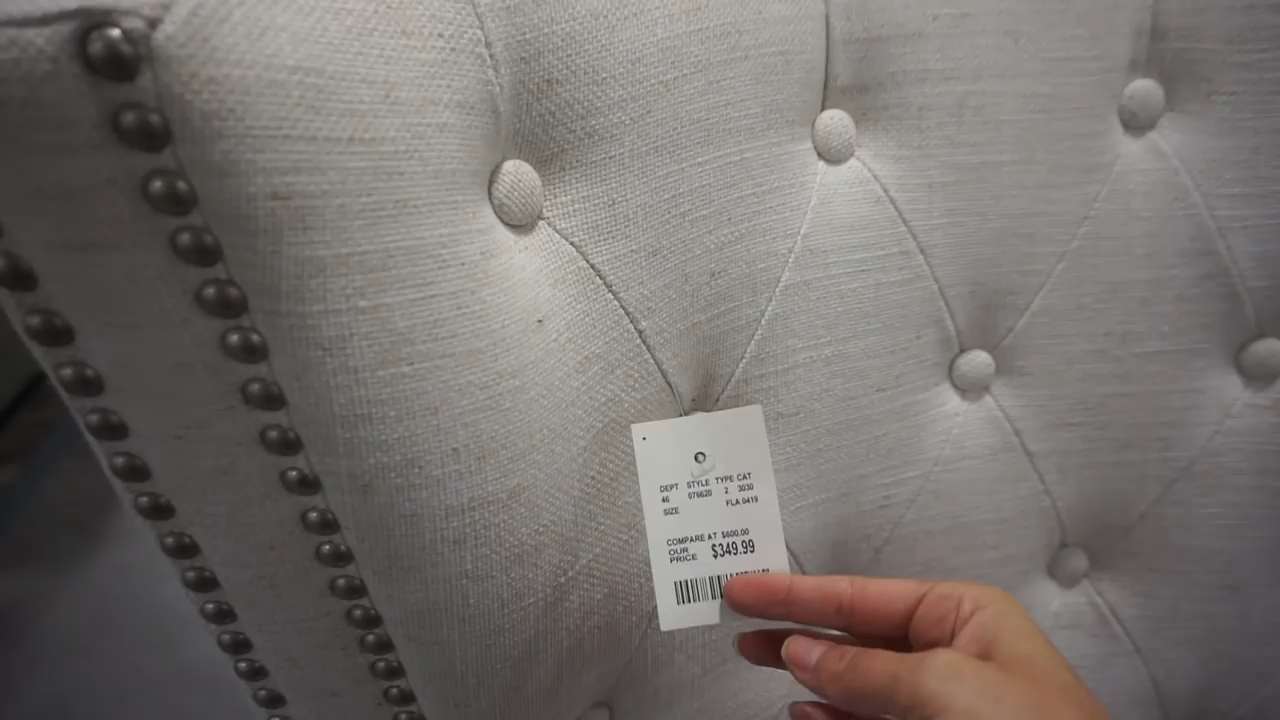 DEPT STYLE TYPE CAT
46 076620 2 3030
SIZE FLA 0419
COMPARE AT $600.00
OUR PRICE $349.99